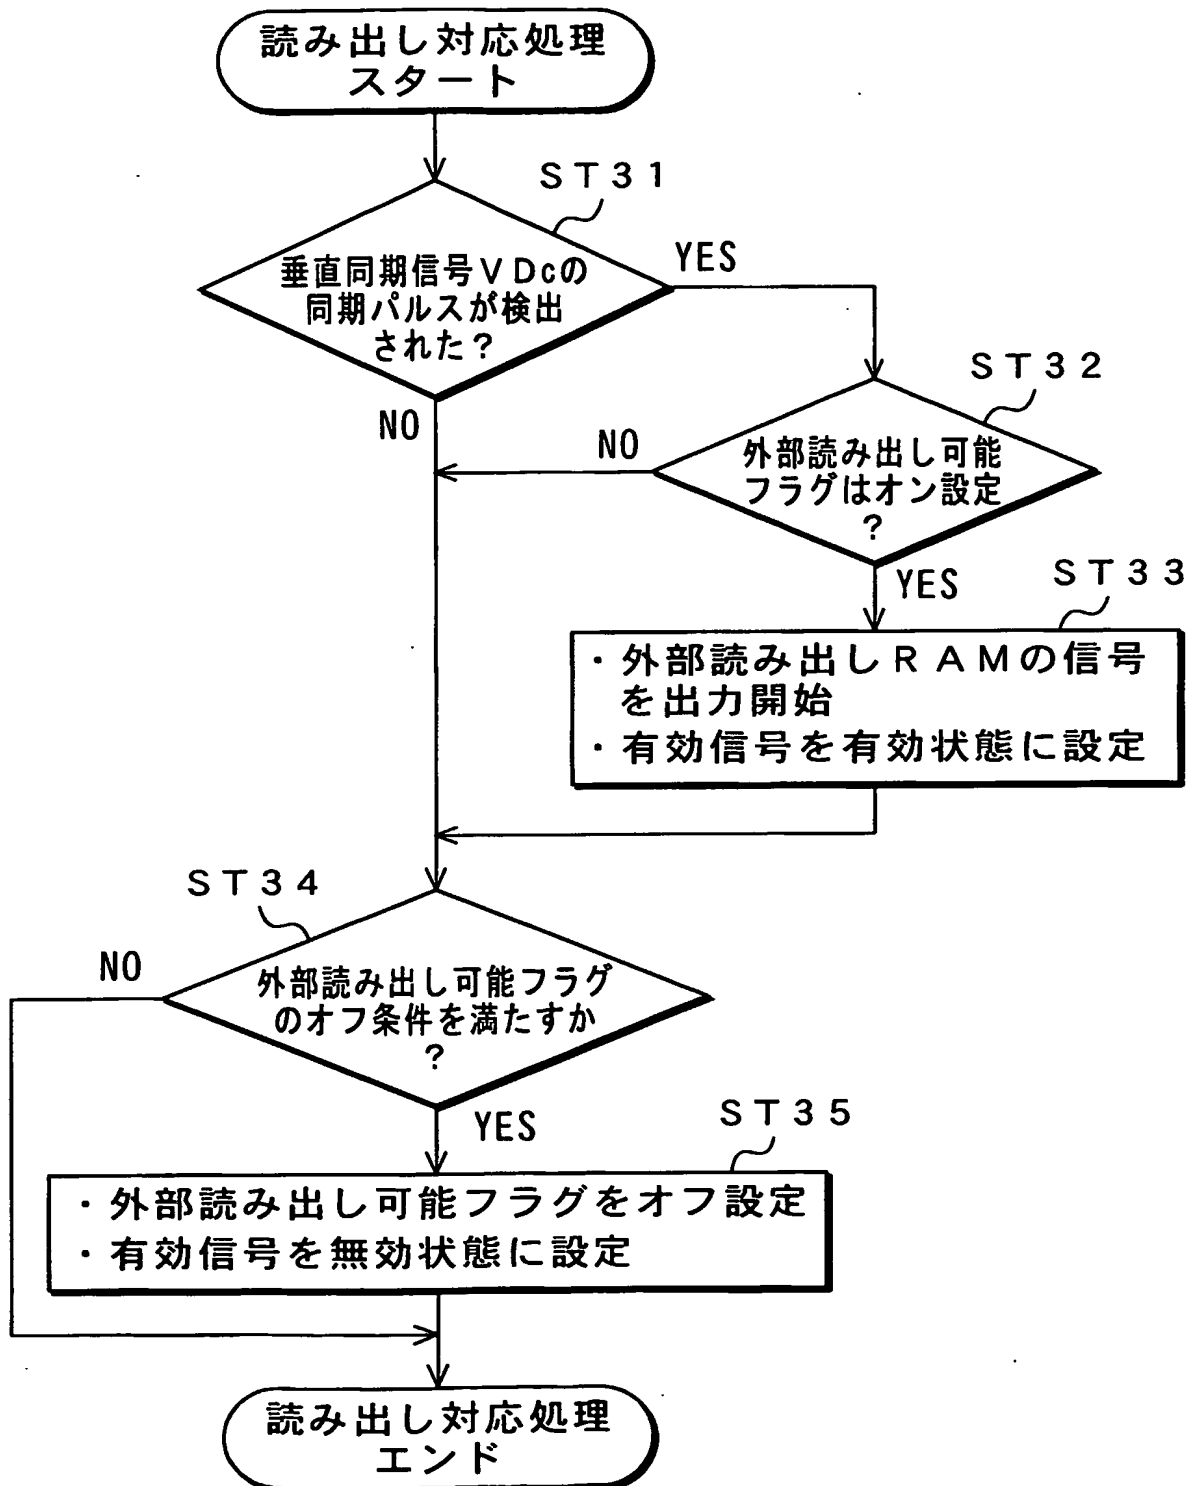 読み出し対応処理
スタート
ST31
垂直同期信号VDcの
同期パルスが検出
された?
YES
NO
ST32
外部読み出し可能
フラグはオン設定
?
NO
YES
ST33
・外部読み出しRAMの信号
を出力開始
・有効信号を有効状態に設定
ST34
外部読み出し可能フラグ
のオフ条件を満たすか
?
NO
YES
ST35
・外部読み出し可能フラグをオフ設定
・有効信号を無効状態に設定
読み出し対応処理
エンド